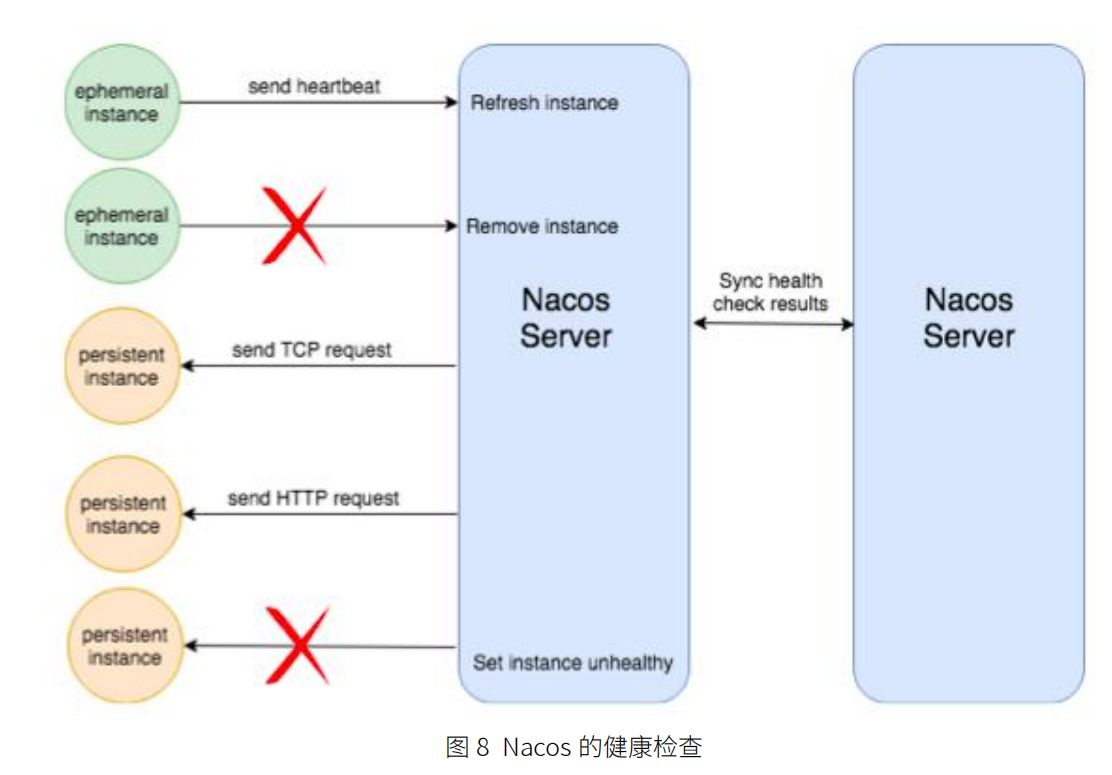 ephemeral
instance
send heartbeat
Refresh instance
ephemeral
instance
Remove instance
Nacos
Server
Sync health
check results
Nacos
Server
persistent
instance
send TCP request
persistent
instance
send HTTP request
persistent
instance
Set instance unhealthy
图 8 Nacos 的健康检查